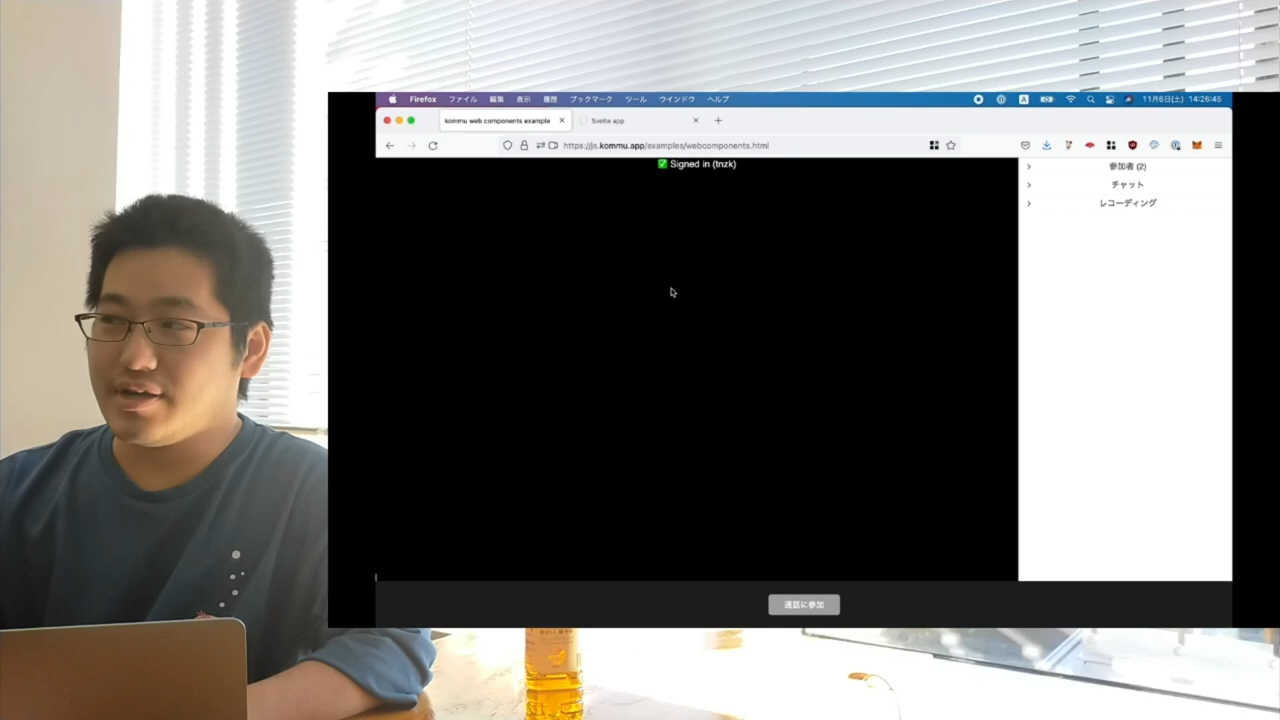 Firefox ファイル 編集 表示 履歴 ブックマーク ツール ウインドウ ヘルプ A 11月6日(土) 14:26:45
kommu web components example Svelte app
https://js.kommu.app/examples/webcomponents.html
Signed in (tnzk)
参加者 (2)
チャット
レコーディング
通話に参加